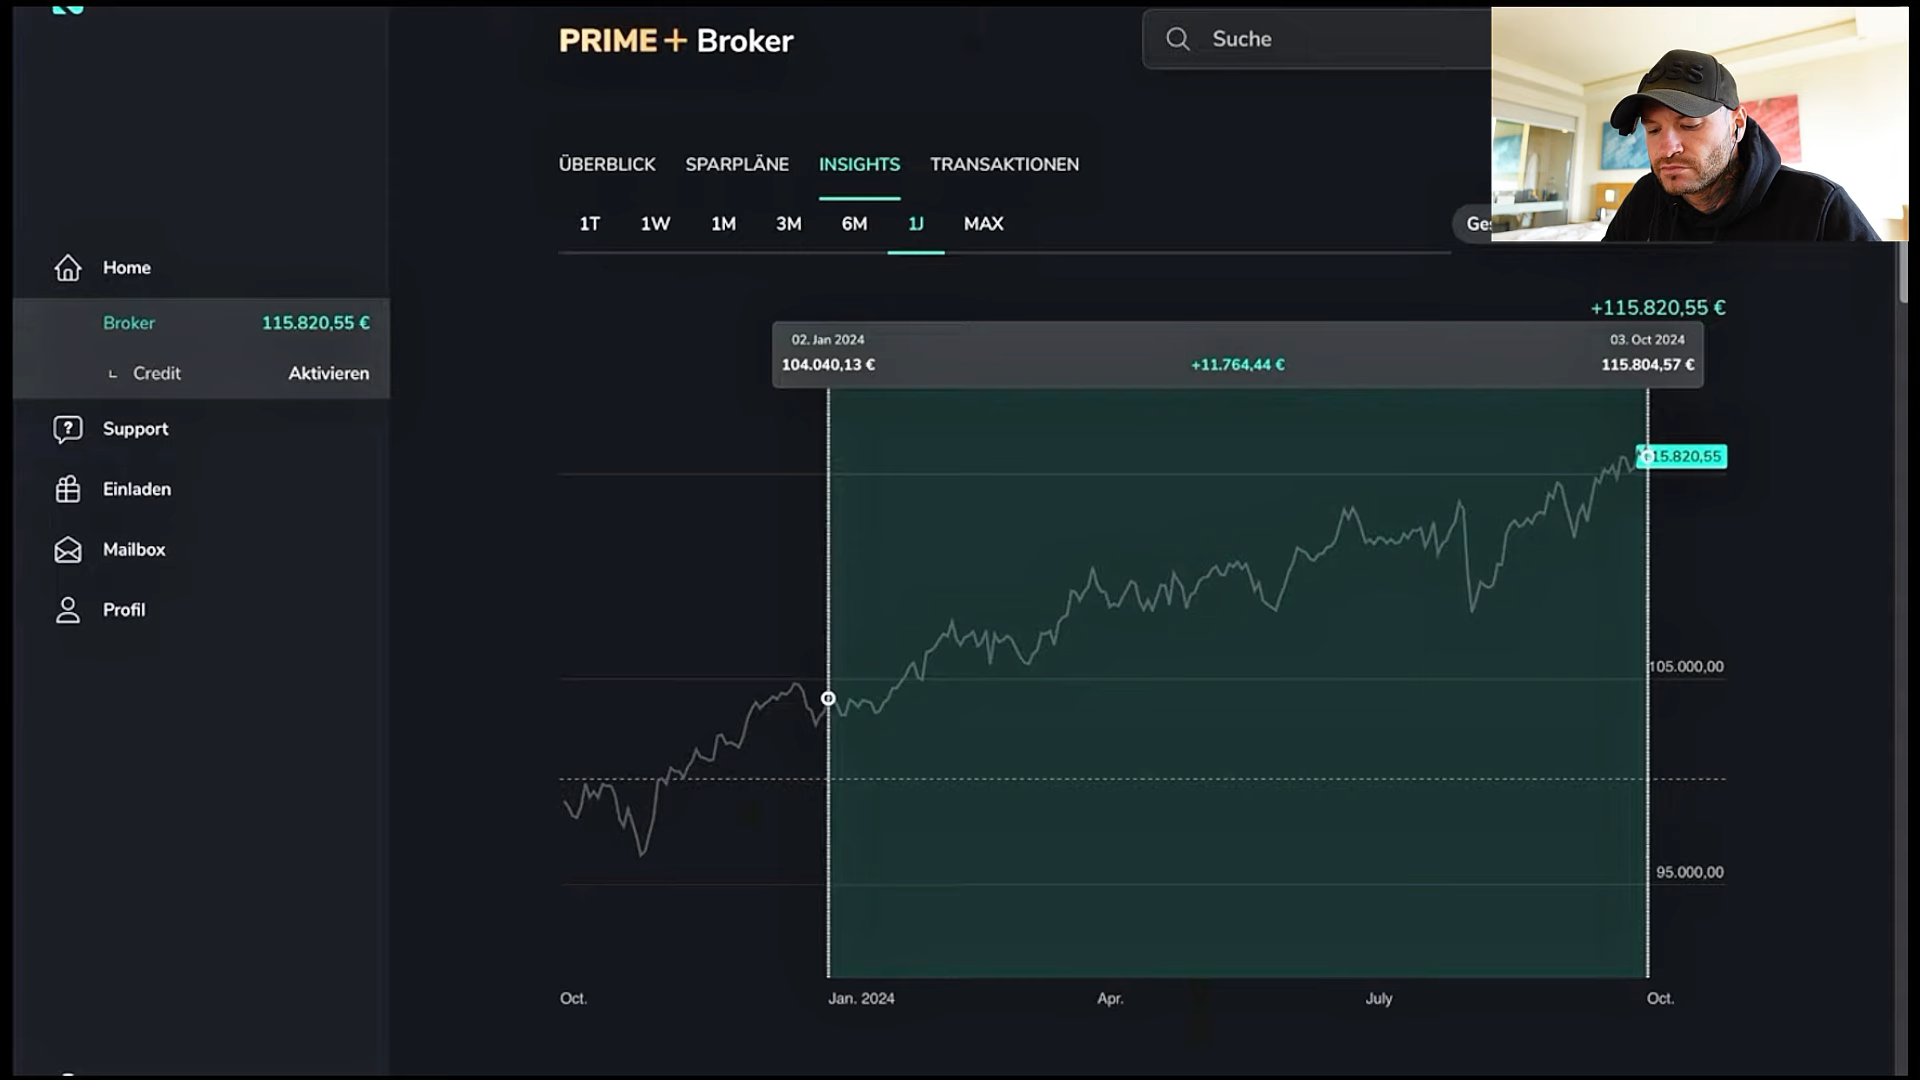 PRIME+ Broker
Suche
ÜBERBLICK SPARPLÄNE INSIGHTS TRANSAKTIONEN
1T 1W 1M 3M 6M 1J MAX
Home
Broker 115.820,55 €
Credit Aktivieren
Support
Einladen
Mailbox
Profil
+115.820,55 €
02. Jan 2024 03. Oct 2024
104.040,13 € +11.764,44 € 115.804,57 €
115.820,55
105.000,00
95.000,00
Oct. Jan. 2024 Apr. July Oct.